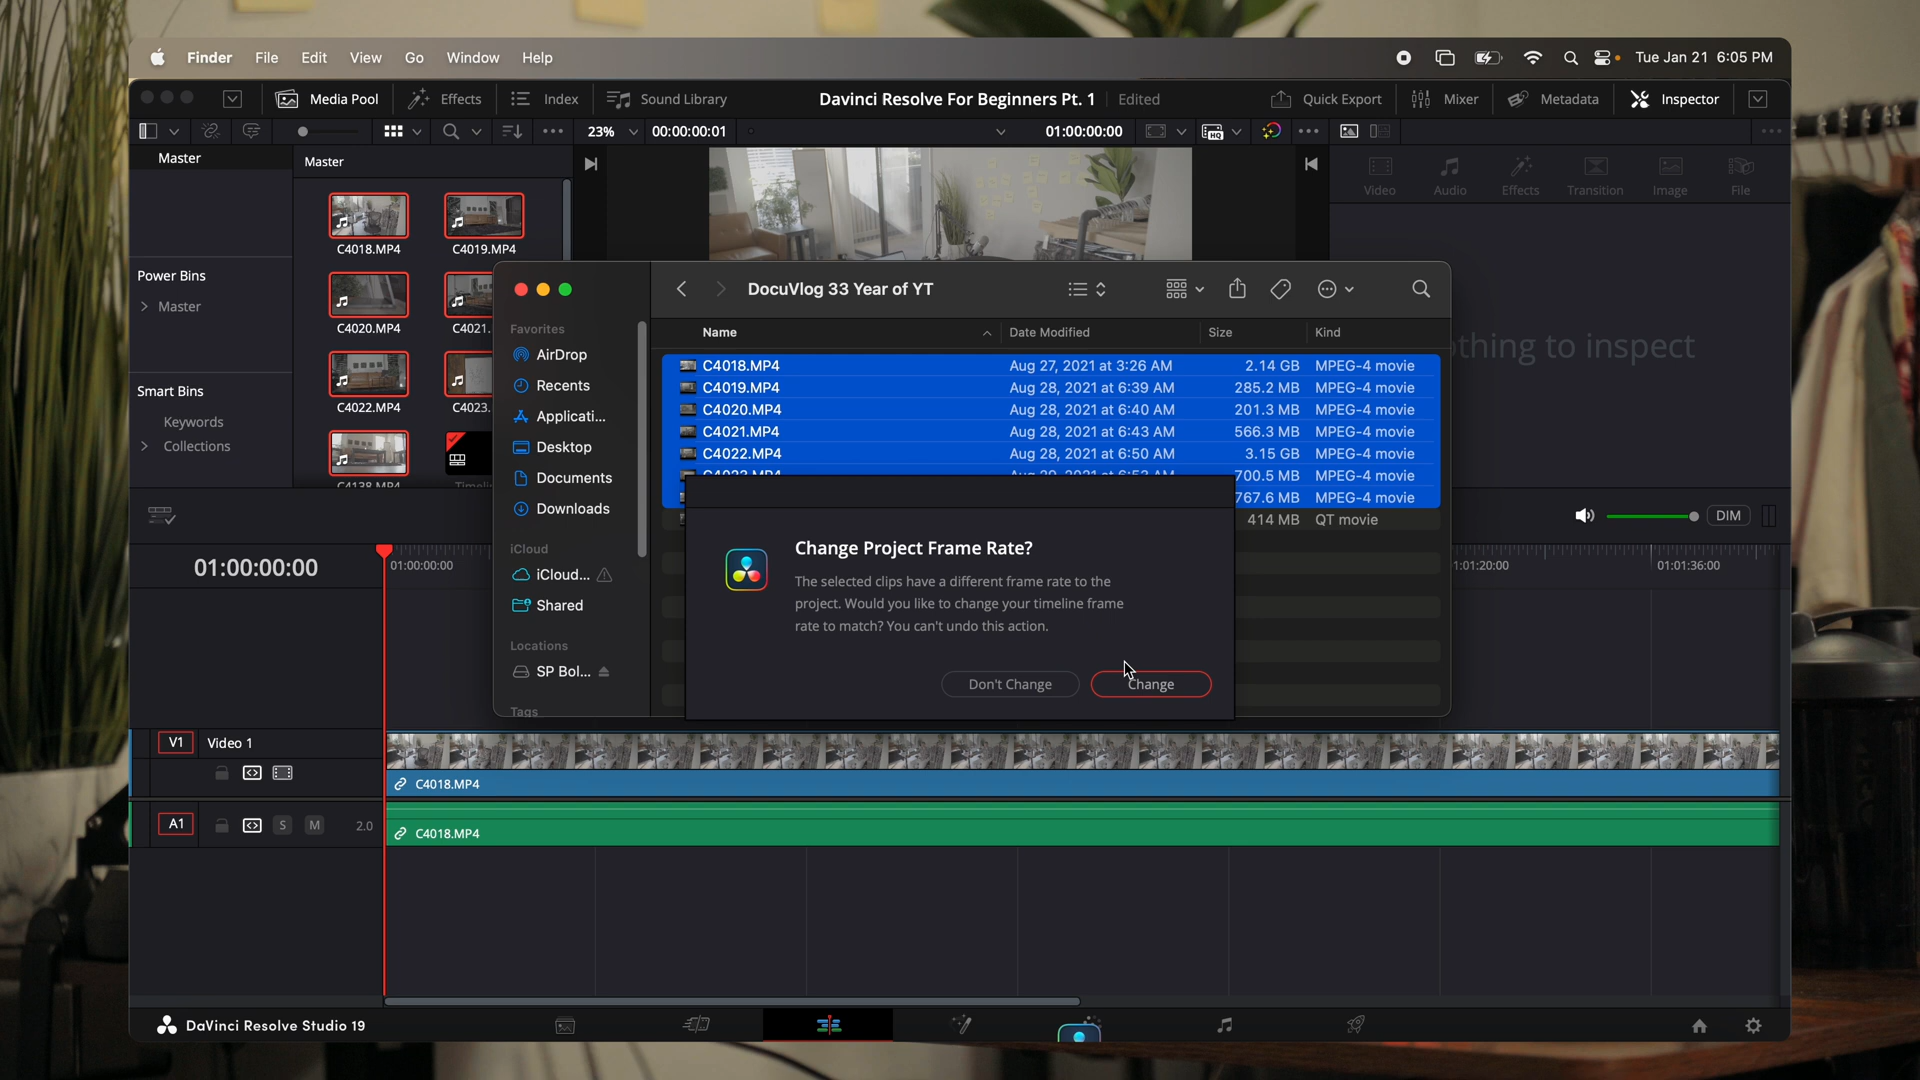 Finder File Edit View Go Window Help Tue Jan 21 6:05 PM
Media Pool Effects Index Sound Library Davinci Resolve For Beginners Pt. 1 Edited Quick Export Mixer Metadata Inspector
23% 00:00:00:01 01:00:00:00
Master
Master
Video Audio Effects Transition Image File
C4018.MP4 C4019.MP4
Power Bins
Master
C4020.MP4 C4021.
C4022.MP4 C4023.
Smart Bins
Keywords
Collections
C4138.MP4
DocuVlog 33 Year of YT
Name Date Modified Size Kind
C4018.MP4 Aug 27, 2021 at 3:26 AM 2.14 GB MPEG-4 movie
C4019.MP4 Aug 28, 2021 at 6:39 AM 285.2 MB MPEG-4 movie
C4020.MP4 Aug 28, 2021 at 6:40 AM 201.3 MB MPEG-4 movie
C4021.MP4 Aug 28, 2021 at 6:43 AM 566.3 MB MPEG-4 movie
C4022.MP4 Aug 28, 2021 at 6:50 AM 3.15 GB MPEG-4 movie
C4023.MP4 700.5 MB MPEG-4 movie
767.6 MB MPEG-4 movie
414 MB QT movie
Favorites
AirDrop
Recents
Applicati...
Desktop
Documents
Downloads
iCloud
iCloud...
Shared
Locations
SP Bol...
Tags
thing to inspect
Change Project Frame Rate?
The selected clips have a different frame rate to the
project. Would you like to change your timeline frame
rate to match? You can't undo this action.
Don't Change Change
DIM
01:00:00:00
01:00:00:00 1:01:20:00 01:01:36:00
V1 Video 1
C4018.MP4
A1 S M 2.0
C4018.MP4
DaVinci Resolve Studio 19